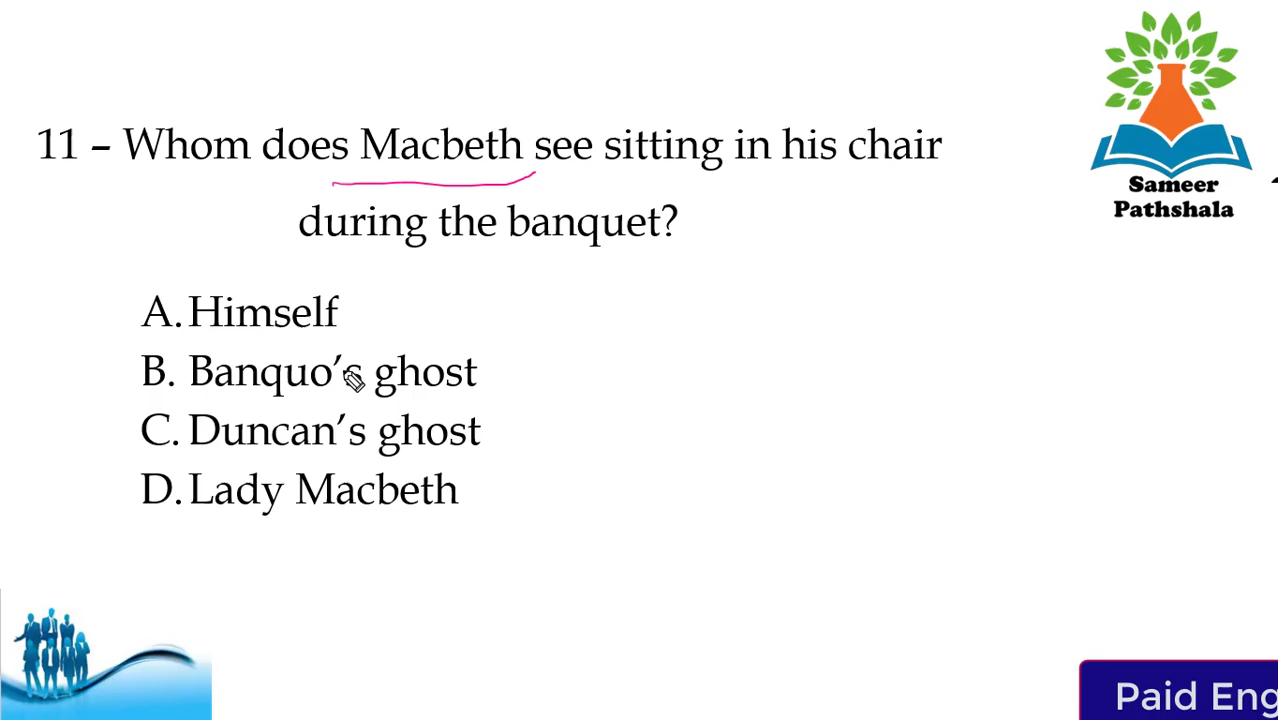 11 – Whom does Macbeth see sitting in his chair
during the banquet?
A. Himself
B. Banquo’s ghost
C. Duncan’s ghost
D. Lady Macbeth
Sameer
Pathshala
Paid Eng